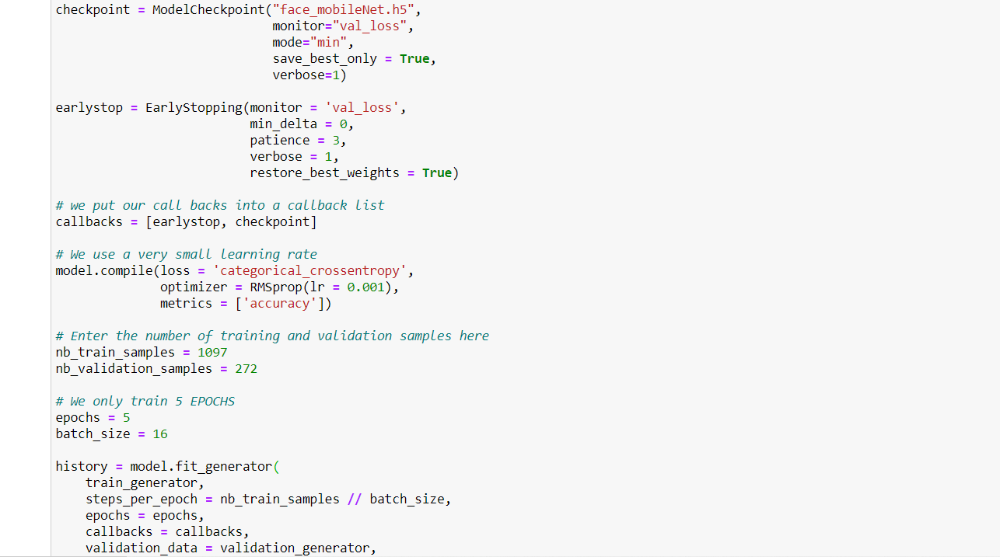 checkpoint = ModelCheckpoint("face_mobileNet.h5",
                             monitor="val_loss",
                             mode="min",
                             save_best_only = True,
                             verbose=1)

earlystop = EarlyStopping(monitor = 'val_loss',
                          min_delta = 0,
                          patience = 3,
                          verbose = 1,
                          restore_best_weights = True)

# we put our call backs into a callback list
callbacks = [earlystop, checkpoint]

# We use a very small learning rate
model.compile(loss = 'categorical_crossentropy',
              optimizer = RMSprop(lr = 0.001),
              metrics = ['accuracy'])

# Enter the number of training and validation samples here
nb_train_samples = 1097
nb_validation_samples = 272

# We only train 5 EPOCHS
epochs = 5
batch_size = 16

history = model.fit_generator(
    train_generator,
    steps_per_epoch = nb_train_samples // batch_size,
    epochs = epochs,
    callbacks = callbacks,
    validation_data = validation_generator,